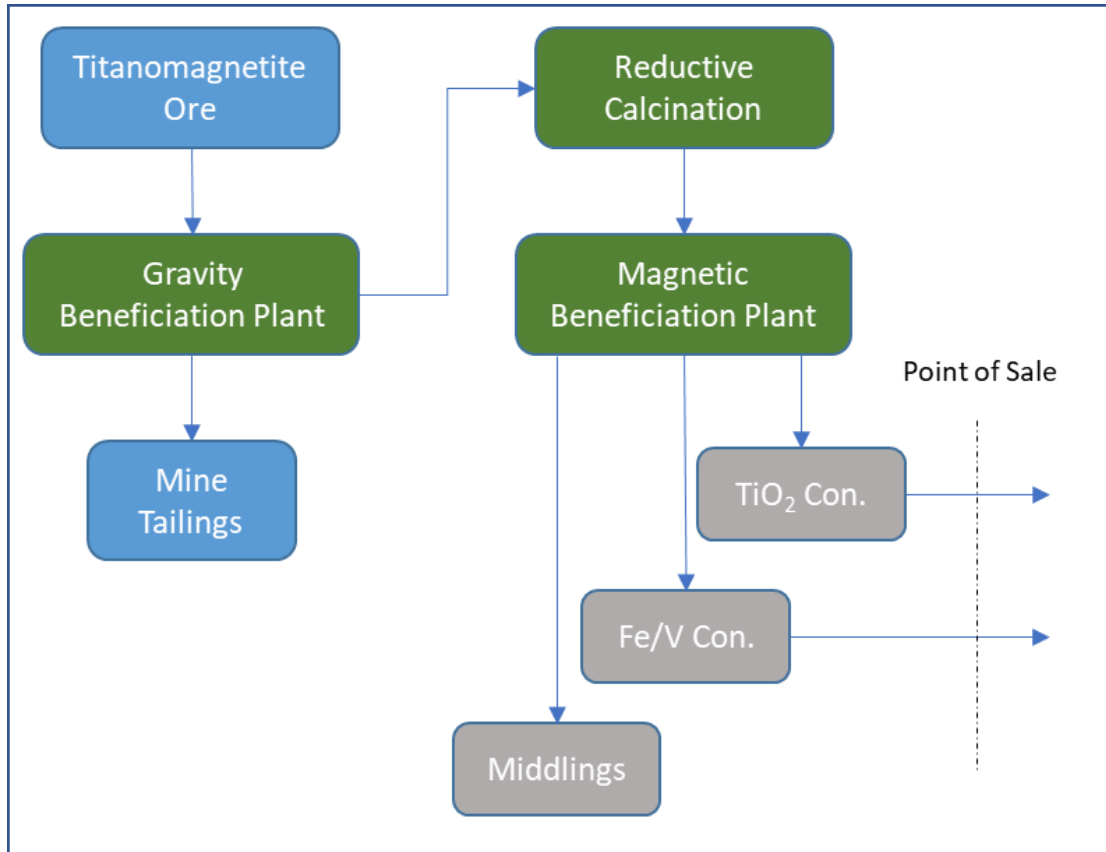 Titanomagnetite
Ore
Reductive
Calcination
Gravity
Beneficiation Plant
Magnetic
Beneficiation Plant
Point of Sale
Mine
Tailings
TiO₂ Con.
Fe/V Con.
Middlings